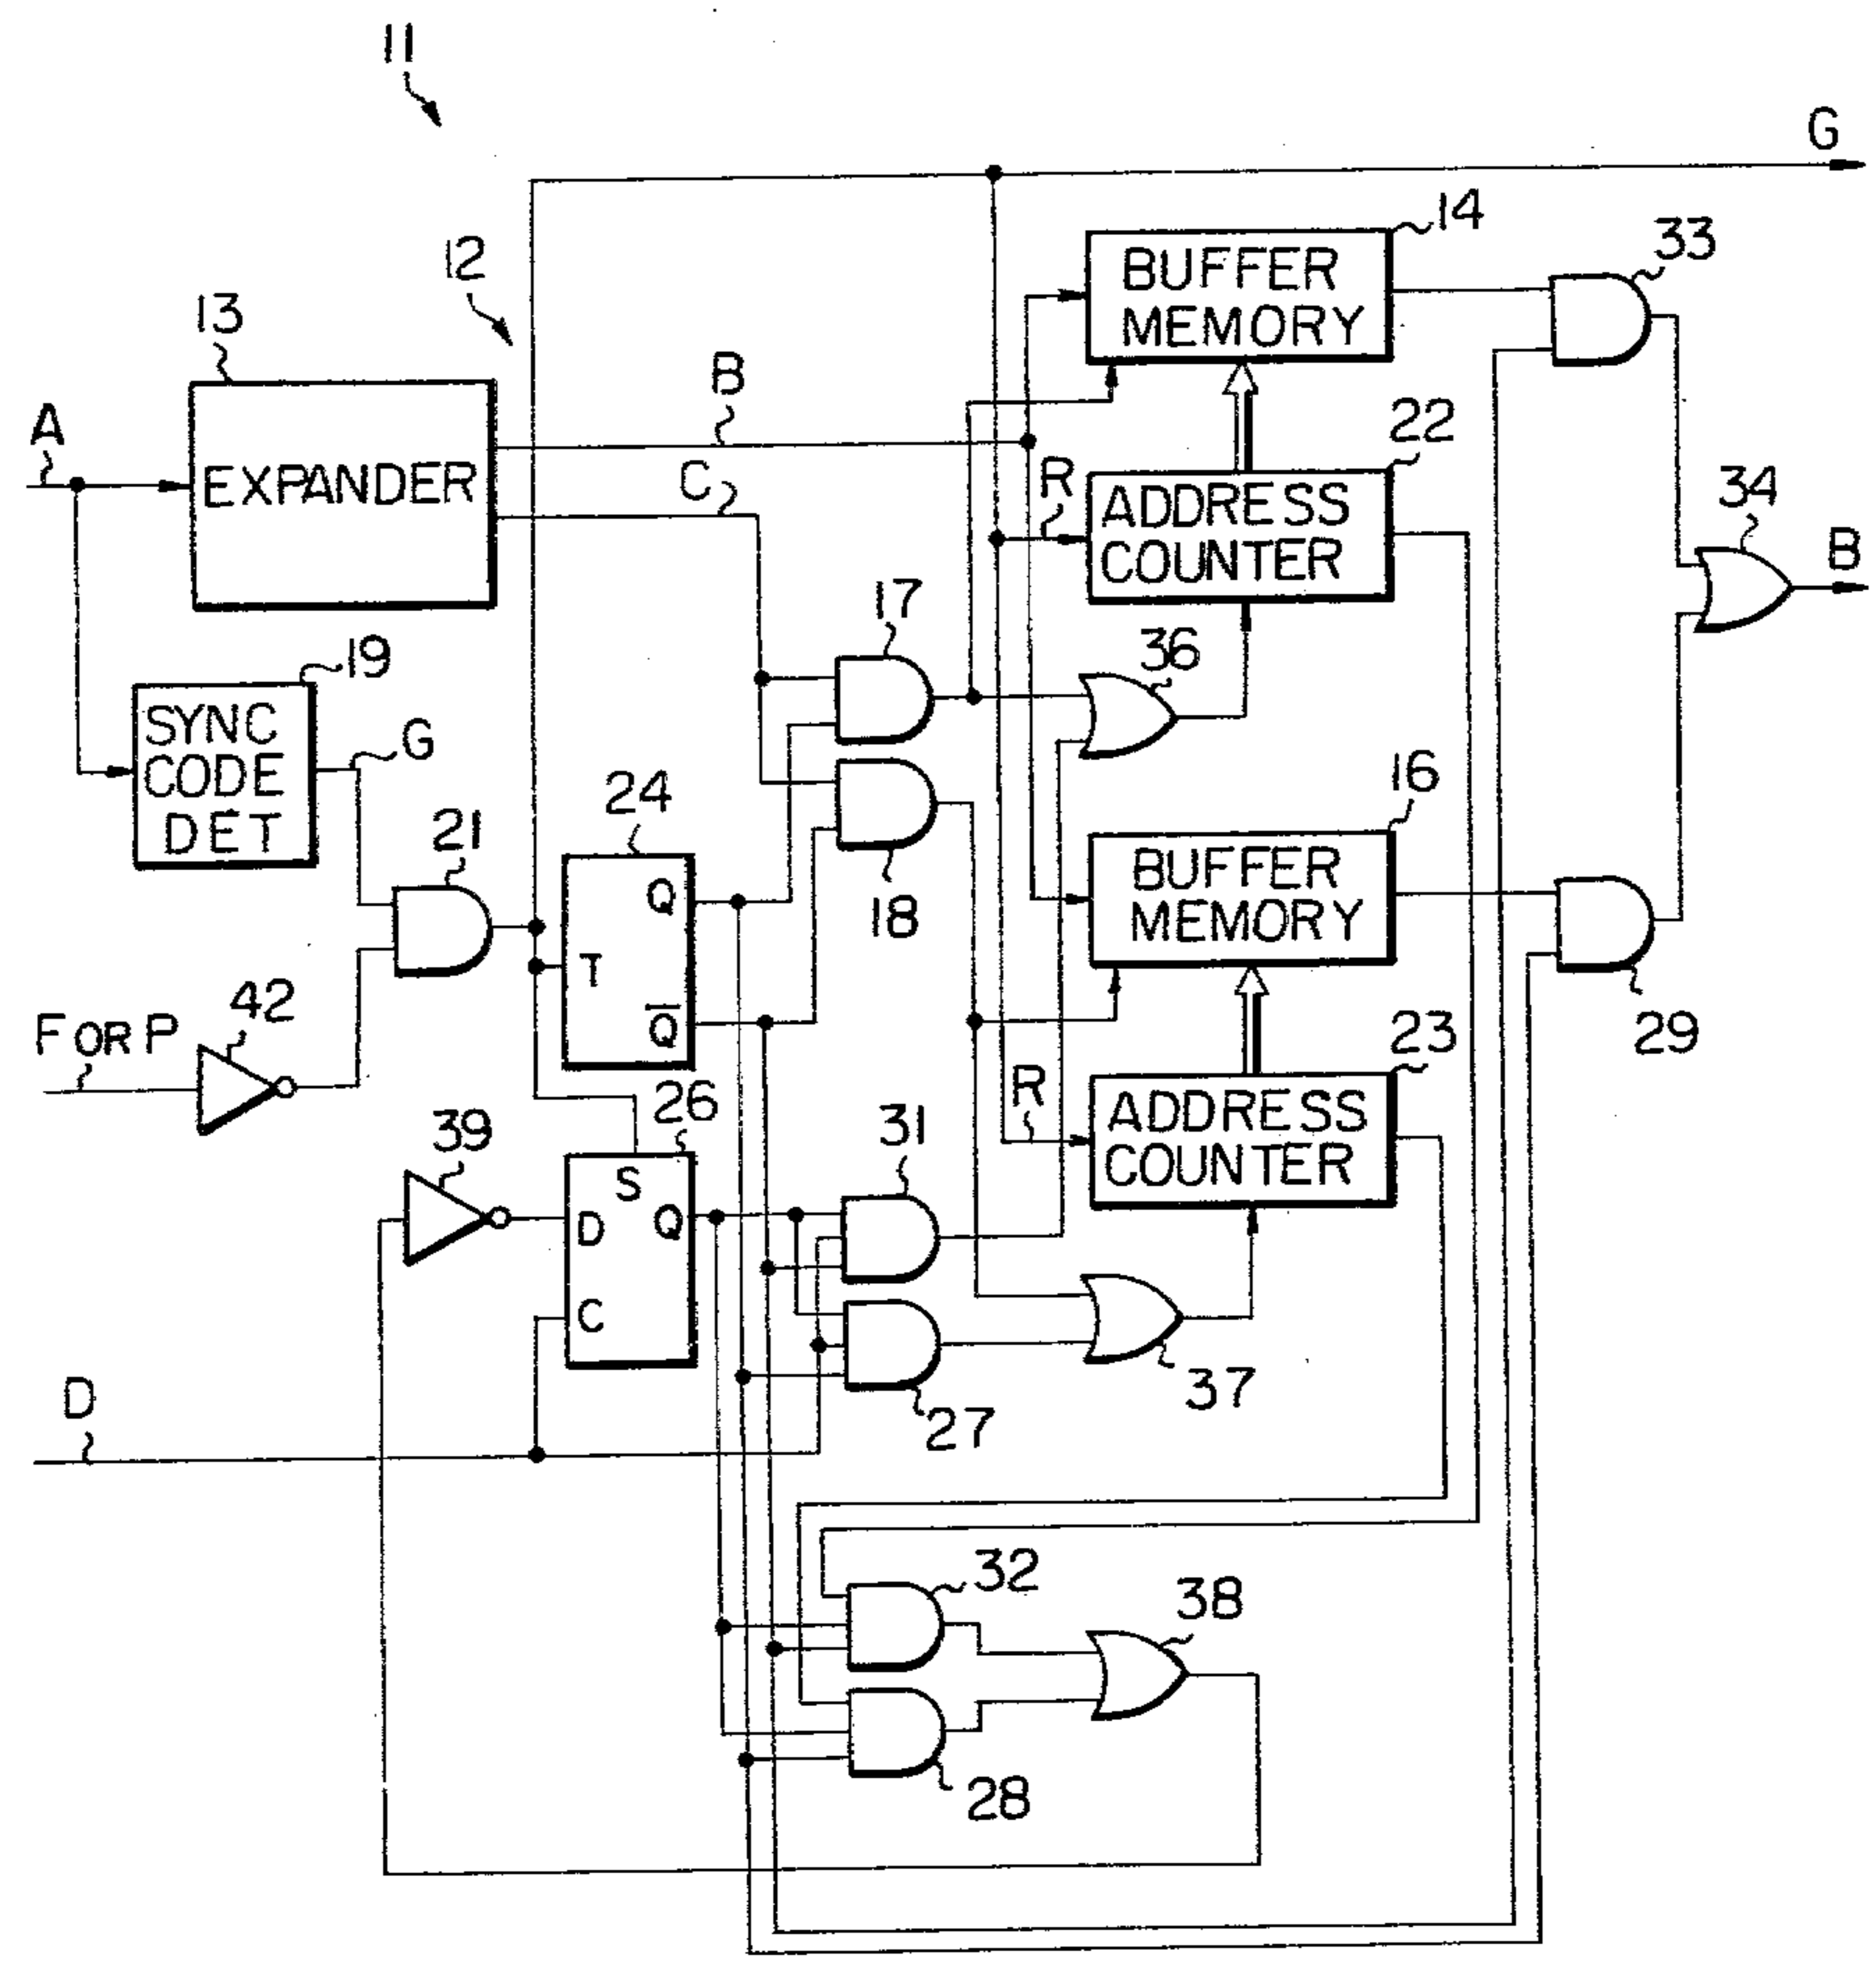 11
G
14
33
BUFFER
MEMORY
12
13
B
A
EXPANDER
C
22
R
ADDRESS
COUNTER
34
B
17
19
36
SYNC
CODE
DET
G
24
16
21
Q
18
BUFFER
MEMORY
T
42
F OR P
Q̅
29
23
R
26
ADDRESS
COUNTER
39
31
S
D
Q
C
37
D
27
32
38
28